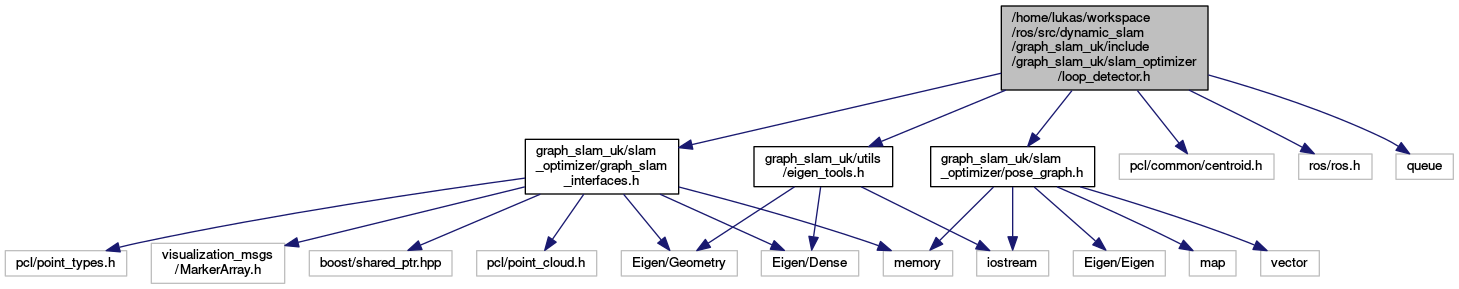 /home/lukas/workspace
/ros/src/dynamic_slam
/graph_slam_uk/include
/graph_slam_uk/slam_optimizer
/loop_detector.h
graph_slam_uk/slam
_optimizer/graph_slam
_interfaces.h
graph_slam_uk/utils
/eigen_tools.h
graph_slam_uk/slam
_optimizer/pose_graph.h
pcl/common/centroid.h
ros/ros.h
queue
pcl/point_types.h
visualization_msgs
/MarkerArray.h
boost/shared_ptr.hpp
pcl/point_cloud.h
Eigen/Geometry
Eigen/Dense
memory
iostream
Eigen/Eigen
map
vector